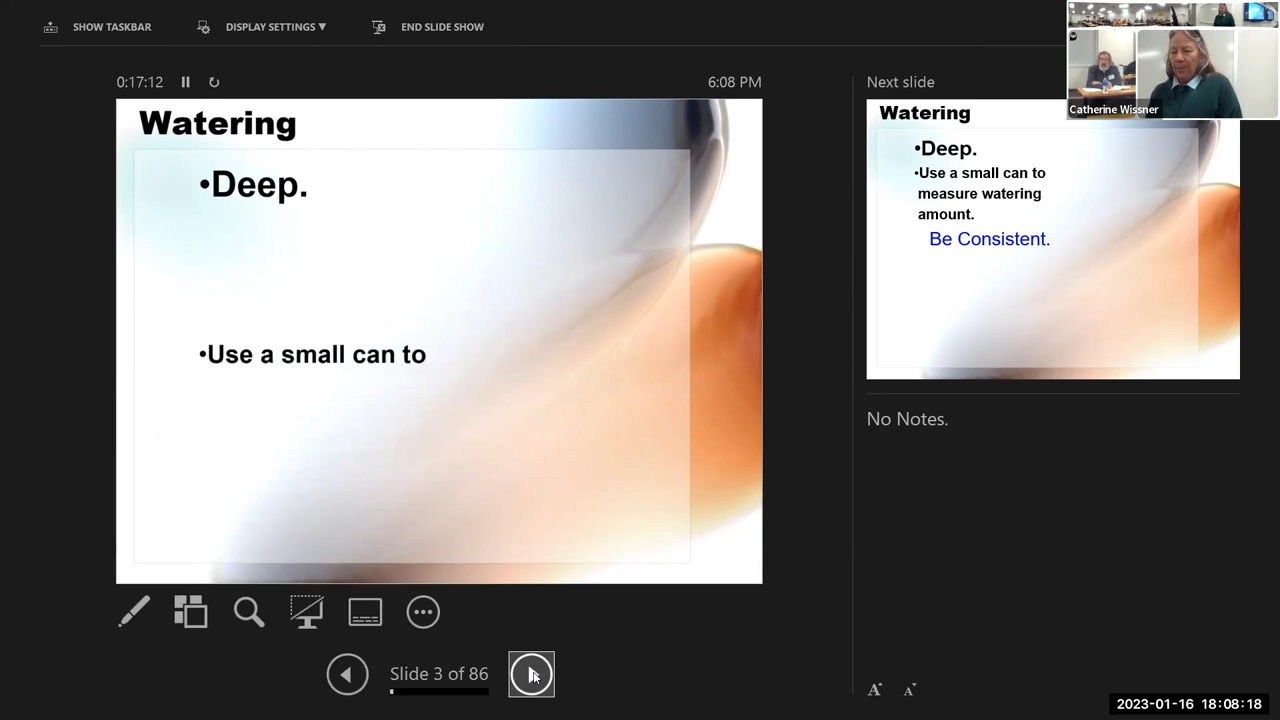 SHOW TASKBAR
DISPLAY SETTINGS ▼
END SLIDE SHOW
0:17:12
6:08 PM
Next slide
Catherine Wissner
Watering
•Deep.
•Use a small can to
Watering
•Deep.
•Use a small can to
measure watering
amount.
Be Consistent.
No Notes.
Slide 3 of 86
A A
2023-01-16 18:08:18